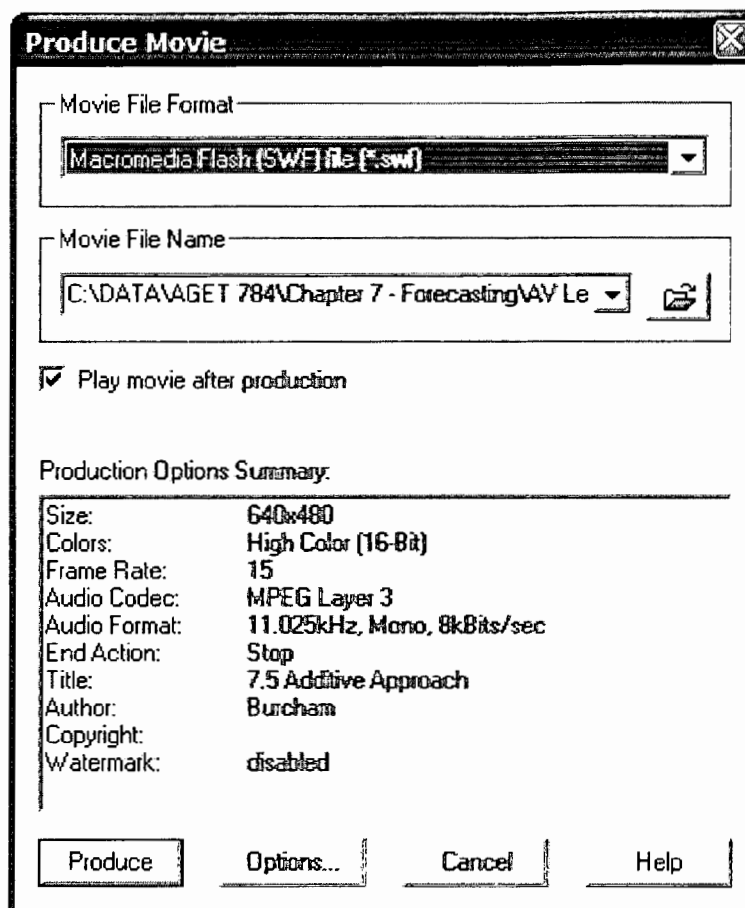 Produce Movie
Movie File Format
Macromedia Flash (SWF) file (*.swf)
Movie File Name
C:\DATA\AGET 784\Chapter 7 - Forecasting\AV Le
Play movie after production
Production Options Summary:
Size: 640x480
Colors: High Color (16-Bit)
Frame Rate: 15
Audio Codec: MPEG Layer 3
Audio Format: 11.025kHz, Mono, 8kBits/sec
End Action: Stop
Title: 7.5 Additive Approach
Author: Burcham
Copyright:
Watermark: disabled
Produce Options... Cancel Help